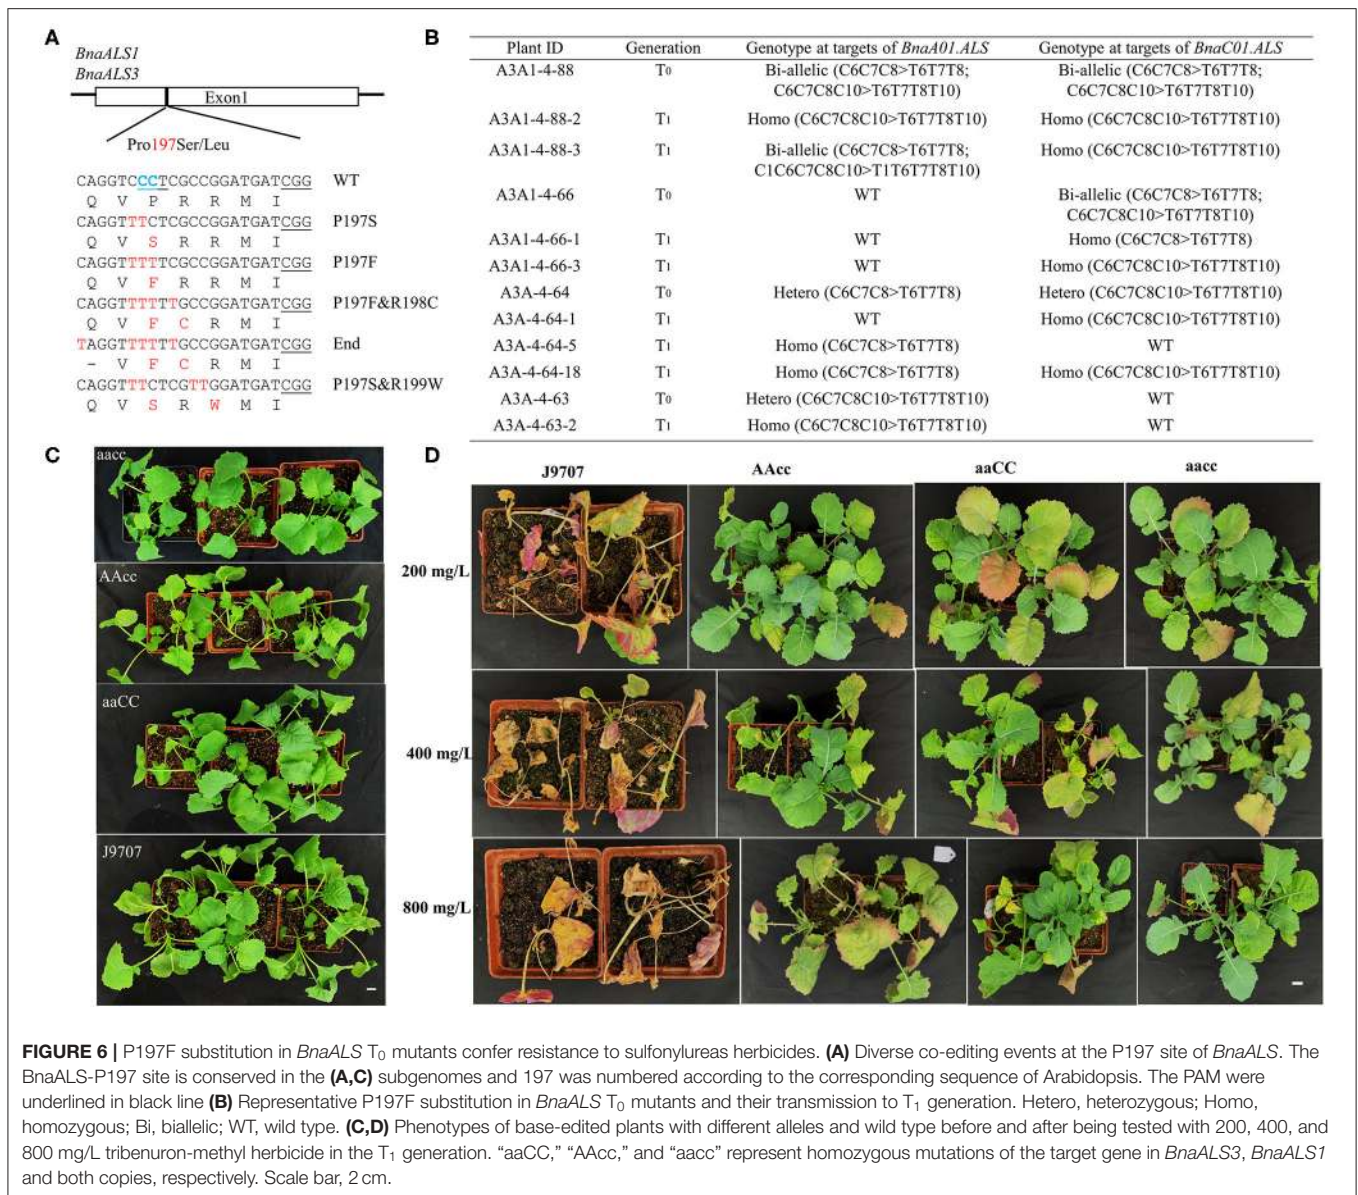 A
BnaALS1
BnaALS3
Exon1
Pro197Ser/Leu
CAGGTCCCTCGCCGGATGATCGG WT
Q V P R R M I
CAGGTTTCTCGCCGGATGATCGG P197S
Q V S R R M I
CAGGTTTTTCGCCGGATGATCGG P197F
Q V F R R M I
CAGGTTTTTTGCCGGATGATCGG P197F&R198C
Q V F C R M I
TAGGTTTTTTGCCGGATGATCGG End
– V F C R M I
CAGGTTTCTCGTTGGATGATCGG P197S&R199W
Q V S R W M I
B
Plant ID Generation Genotype at targets of BnaA01.ALS Genotype at targets of BnaC01.ALS
A3A1-4-88 T0 Bi-allelic (C6C7C8>T6T7T8; Bi-allelic (C6C7C8>T6T7T8;
C6C7C8C10>T6T7T8T10) C6C7C8C10>T6T7T8T10)
A3A1-4-88-2 T1 Homo (C6C7C8C10>T6T7T8T10) Homo (C6C7C8C10>T6T7T8T10)
A3A1-4-88-3 T1 Bi-allelic (C6C7C8>T6T7T8; Homo (C6C7C8C10>T6T7T8T10)
C1C6C7C8C10>T1T6T7T8T10)
A3A1-4-66 T0 WT Bi-allelic (C6C7C8>T6T7T8;
C6C7C8C10>T6T7T8T10)
A3A1-4-66-1 T1 WT Homo (C6C7C8>T6T7T8)
A3A1-4-66-3 T1 WT Homo (C6C7C8C10>T6T7T8T10)
A3A-4-64 T0 Hetero (C6C7C8>T6T7T8) Hetero (C6C7C8C10>T6T7T8T10)
A3A-4-64-1 T1 WT Homo (C6C7C8C10>T6T7T8T10)
A3A-4-64-5 T1 Homo (C6C7C8>T6T7T8) WT
A3A-4-64-18 T1 Homo (C6C7C8>T6T7T8) Homo (C6C7C8C10>T6T7T8T10)
A3A-4-63 T0 Hetero (C6C7C8C10>T6T7T8T10) WT
A3A-4-63-2 T1 Homo (C6C7C8C10>T6T7T8T10) WT
C
aacc
AAcc
aaCC
J9707
D
J9707 AAcc aaCC aacc
200 mg/L
400 mg/L
800 mg/L
FIGURE 6 | P197F substitution in BnaALS T0 mutants confer resistance to sulfonylureas herbicides. (A) Diverse co-editing events at the P197 site of BnaALS. The
BnaALS-P197 site is conserved in the (A,C) subgenomes and 197 was numbered according to the corresponding sequence of Arabidopsis. The PAM were
underlined in black line (B) Representative P197F substitution in BnaALS T0 mutants and their transmission to T1 generation. Hetero, heterozygous; Homo,
homozygous; Bi, biallelic; WT, wild type. (C,D) Phenotypes of base-edited plants with different alleles and wild type before and after being tested with 200, 400, and
800 mg/L tribenuron-methyl herbicide in the T1 generation. “aaCC,” “AAcc,” and “aacc” represent homozygous mutations of the target gene in BnaALS3, BnaALS1
and both copies, respectively. Scale bar, 2 cm.